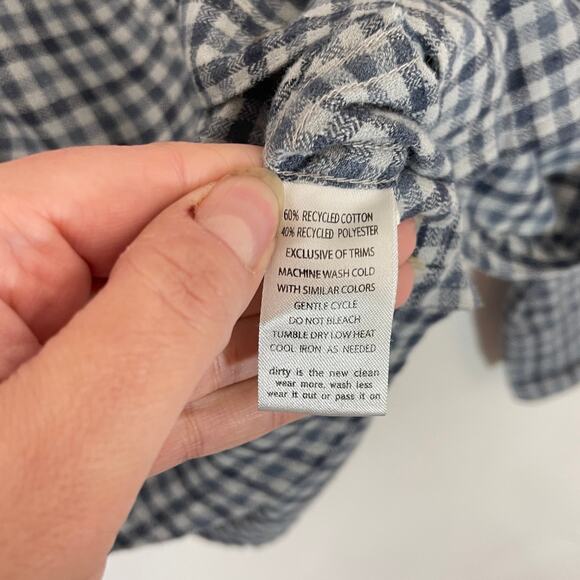 60% RECYCLED COTTON
40% RECYCLED POLYESTER
EXCLUSIVE OF TRIMS
MACHINE WASH COLD
WITH SIMILAR COLORS
GENTLE CYCLE
DO NOT BLEACH
TUMBLE DRY LOW HEAT
COOL IRON AS NEEDED
dirty is the new clean
wear more, wash less
wear it out or pass it on